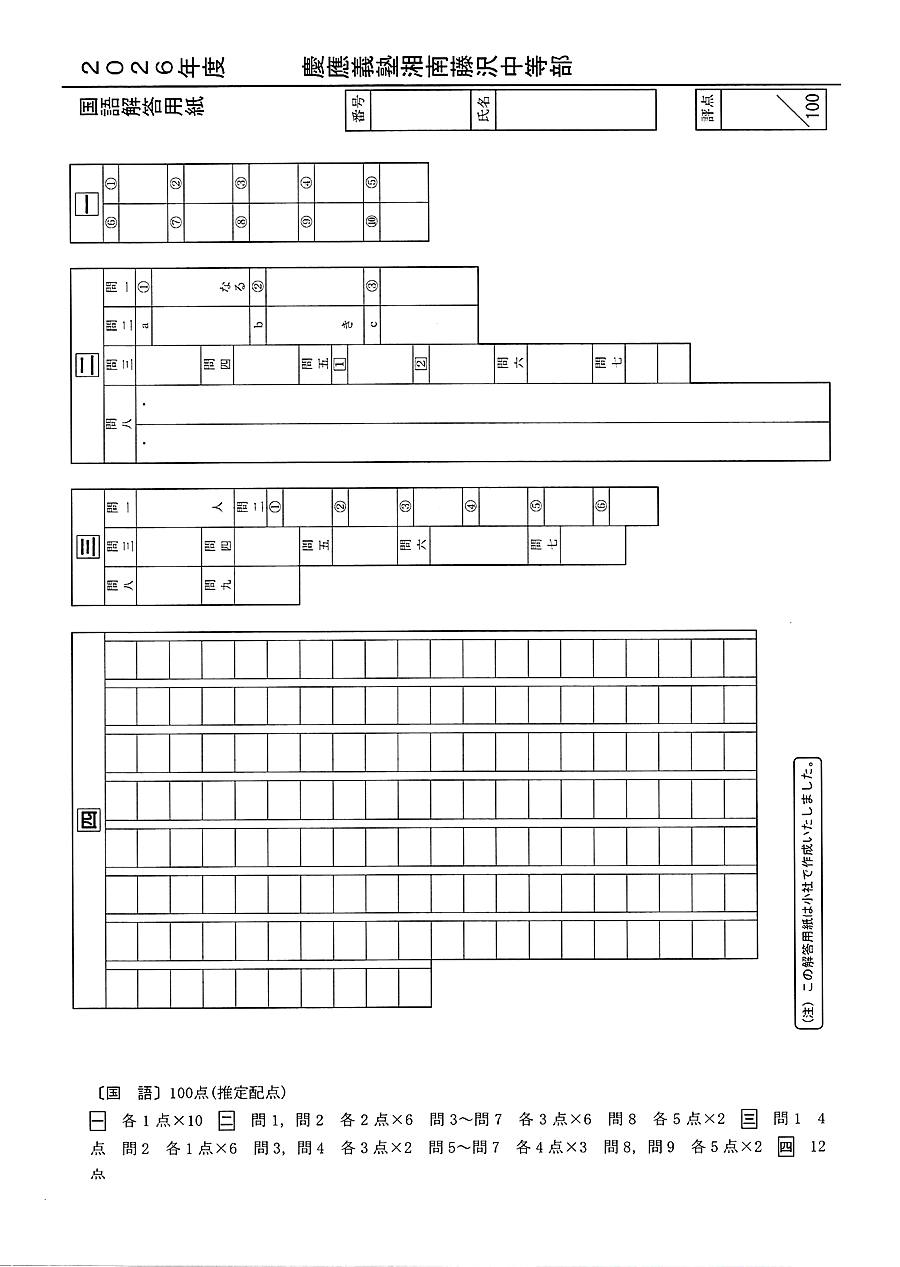 2026年度 慶應義塾湘南藤沢中等部
国語解答用紙
番号 氏名 評点 /100
一
① ② ③ ④ ⑤
⑥ ⑦ ⑧ ⑨ ⑩
二
問一 ① なる ② ③
問二 a b き c
問三 問四 問五 1 2 問六 問七
問八 ・
・
三
問一 人 問二 ① ② ③ ④ ⑤ ⑥
問三 問四 問五 問六 問七
問八 問九
四
(注) この解答用紙は小社で作成いたしました。
〔国 語〕100点(推定配点)
一 各1点×10 二 問1, 問2 各2点×6 問3〜問7 各3点×6 問8 各5点×2 三 問1 4
点 問2 各1点×6 問3, 問4 各3点×2 問5〜問7 各4点×3 問8, 問9 各5点×2 四 12
点